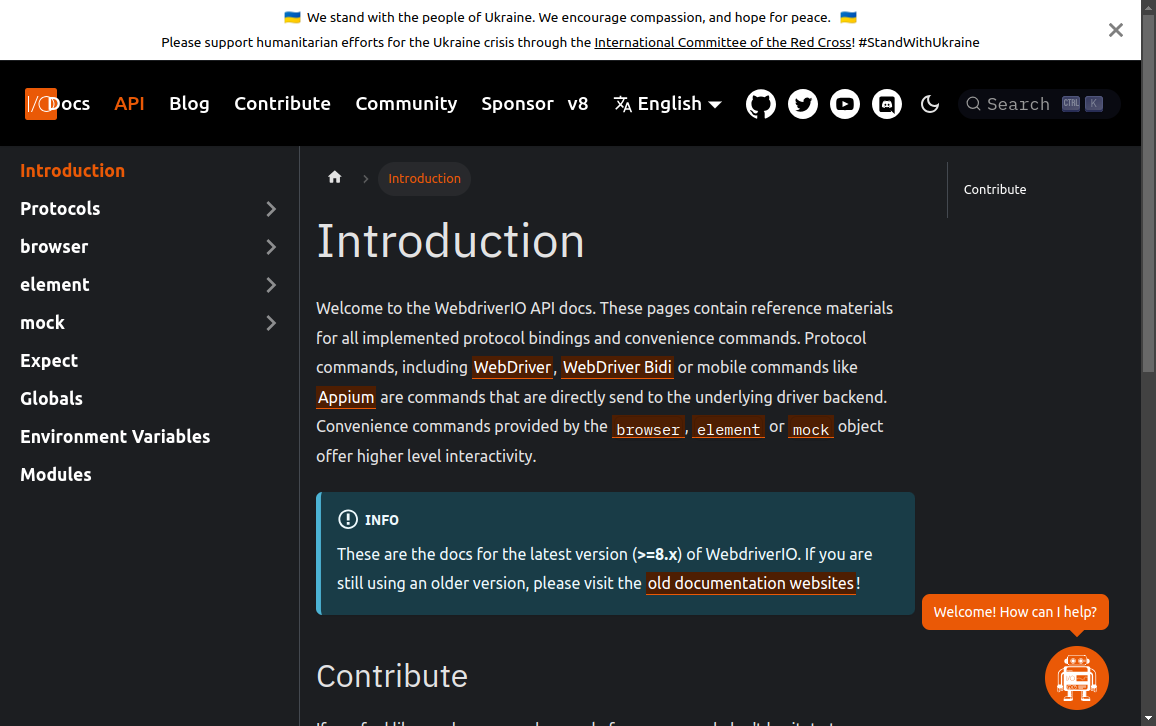 🇺🇦 We stand with the people of Ukraine. We encourage compassion, and hope for peace. 🇺🇦
Please support humanitarian efforts for the Ukraine crisis through the International Committee of the Red Cross! #StandWithUkraine
I/O Docs API Blog Contribute Community Sponsor v8 English Search CTRL K
Introduction
Protocols
browser
element
mock
Expect
Globals
Environment Variables
Modules
Introduction
Introduction
Welcome to the WebdriverIO API docs. These pages contain reference materials
for all implemented protocol bindings and convenience commands. Protocol
commands, including WebDriver, WebDriver Bidi or mobile commands like
Appium are commands that are directly send to the underlying driver backend.
Convenience commands provided by the browser, element or mock object
offer higher level interactivity.
INFO
These are the docs for the latest version (>=8.x) of WebdriverIO. If you are
still using an older version, please visit the old documentation websites!
Contribute
Contribute
Welcome! How can I help?